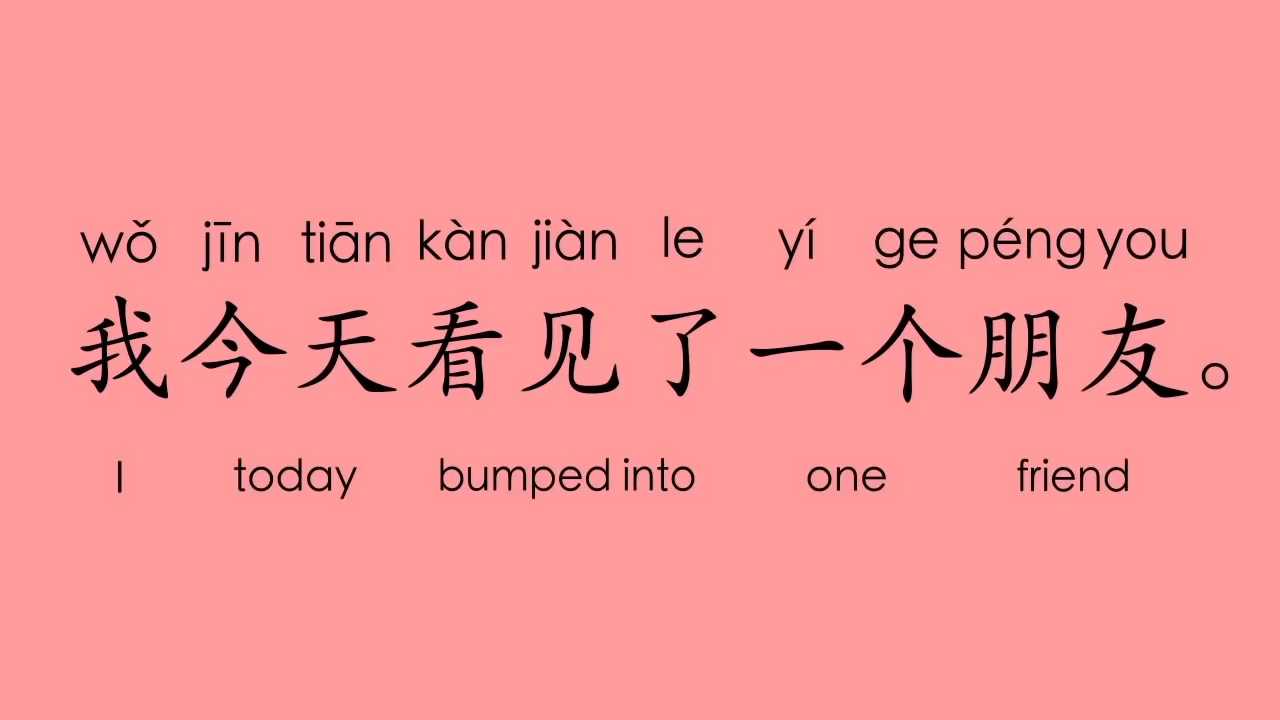 wǒ jīn tiān kàn jiàn le yí ge péng you
我今天看见了一个朋友。
I today bumped into one friend